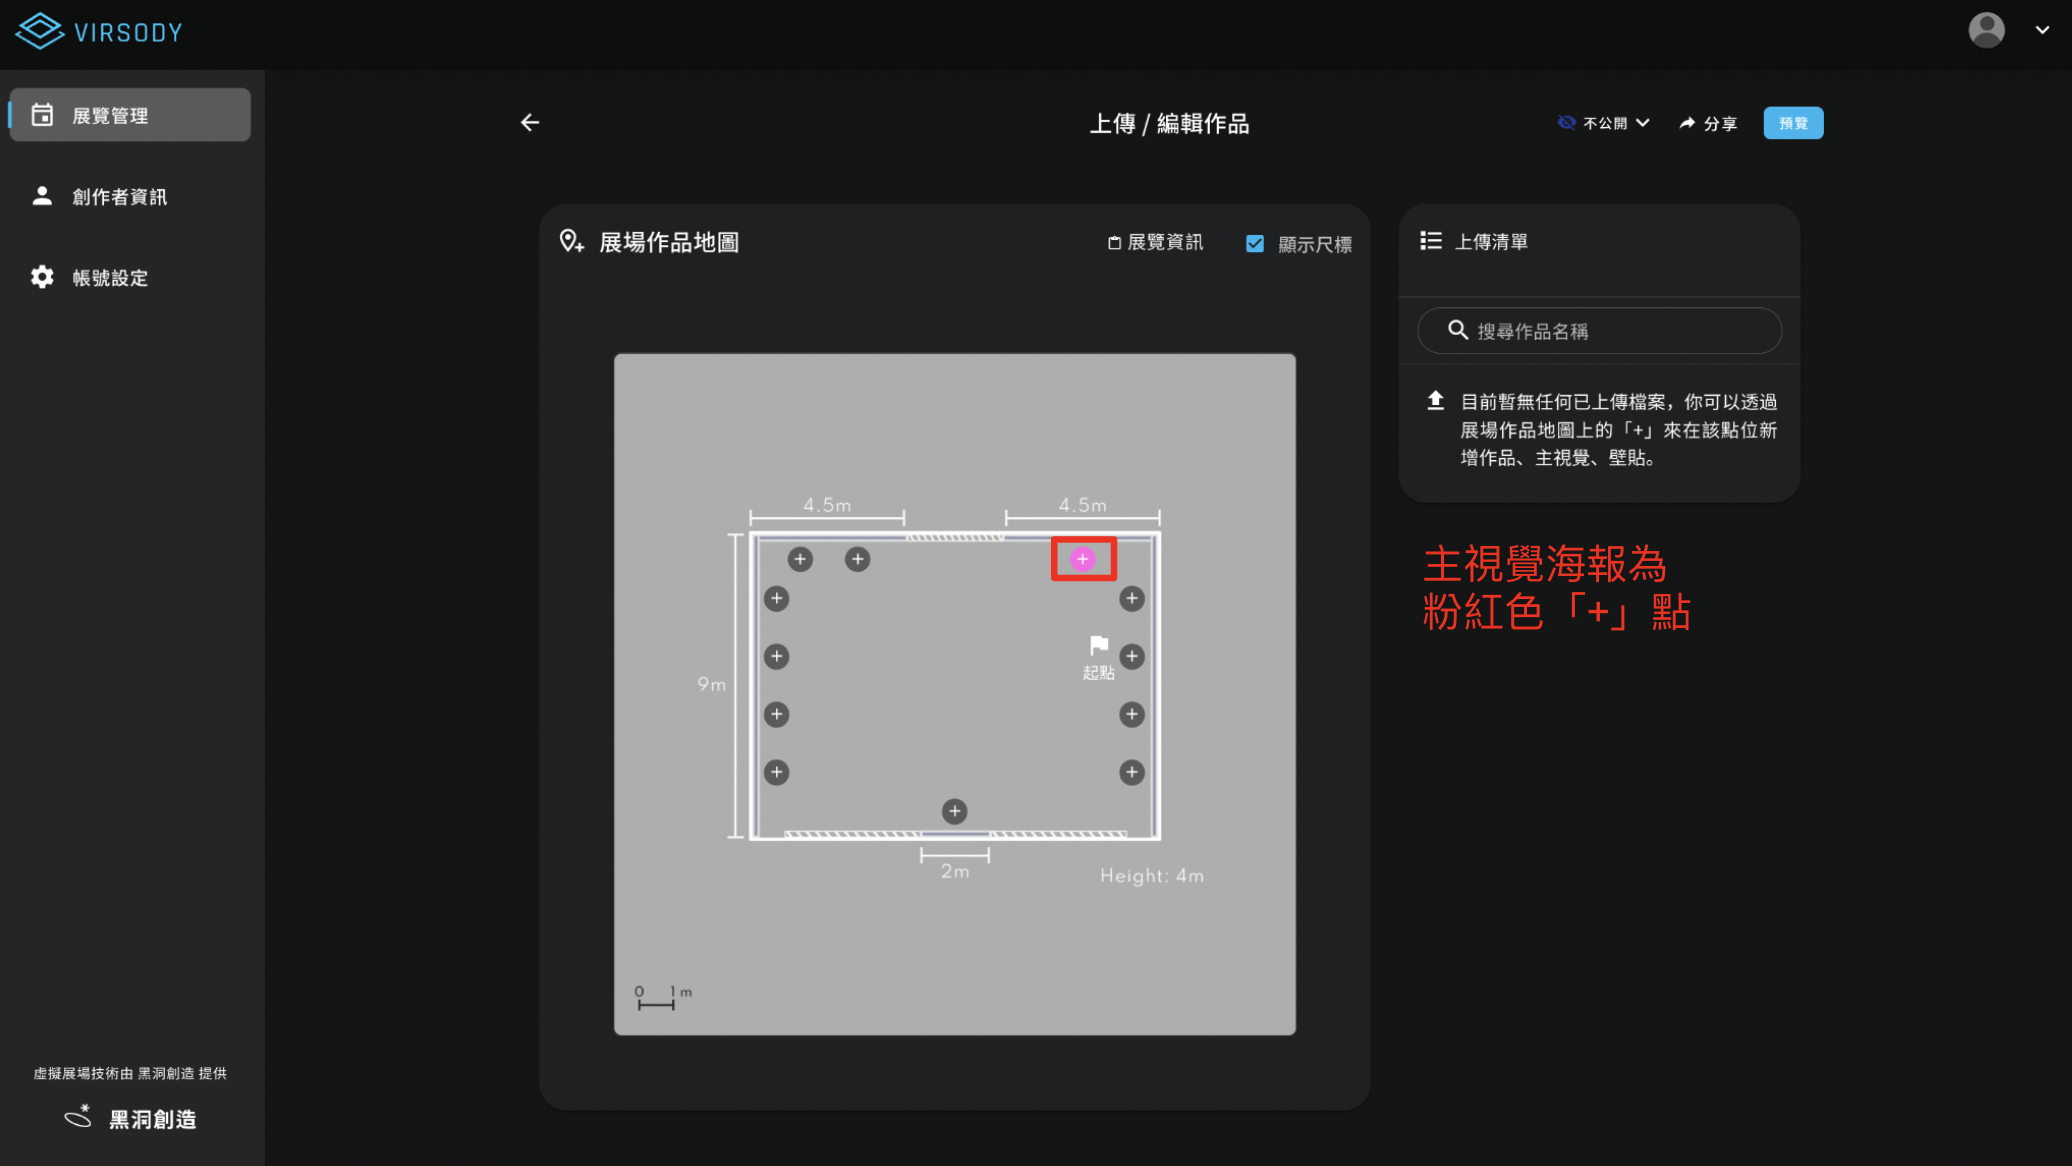 VIRSODY
展覽管理
創作者資訊
帳號設定
上傳 / 編輯作品
不公開
分享
預覽
展場作品地圖
展覽資訊
顯示尺標
4.5m
4.5m
9m
起點
2m
Height: 4m
0 1 m
上傳清單
搜尋作品名稱
目前暫無任何已上傳檔案，你可以透過
展場作品地圖上的「+」來在該點位新
增作品、主視覺、壁貼。
主視覺海報為
粉紅色「+」點
虛擬展場技術由 黑洞創造 提供
黑洞創造